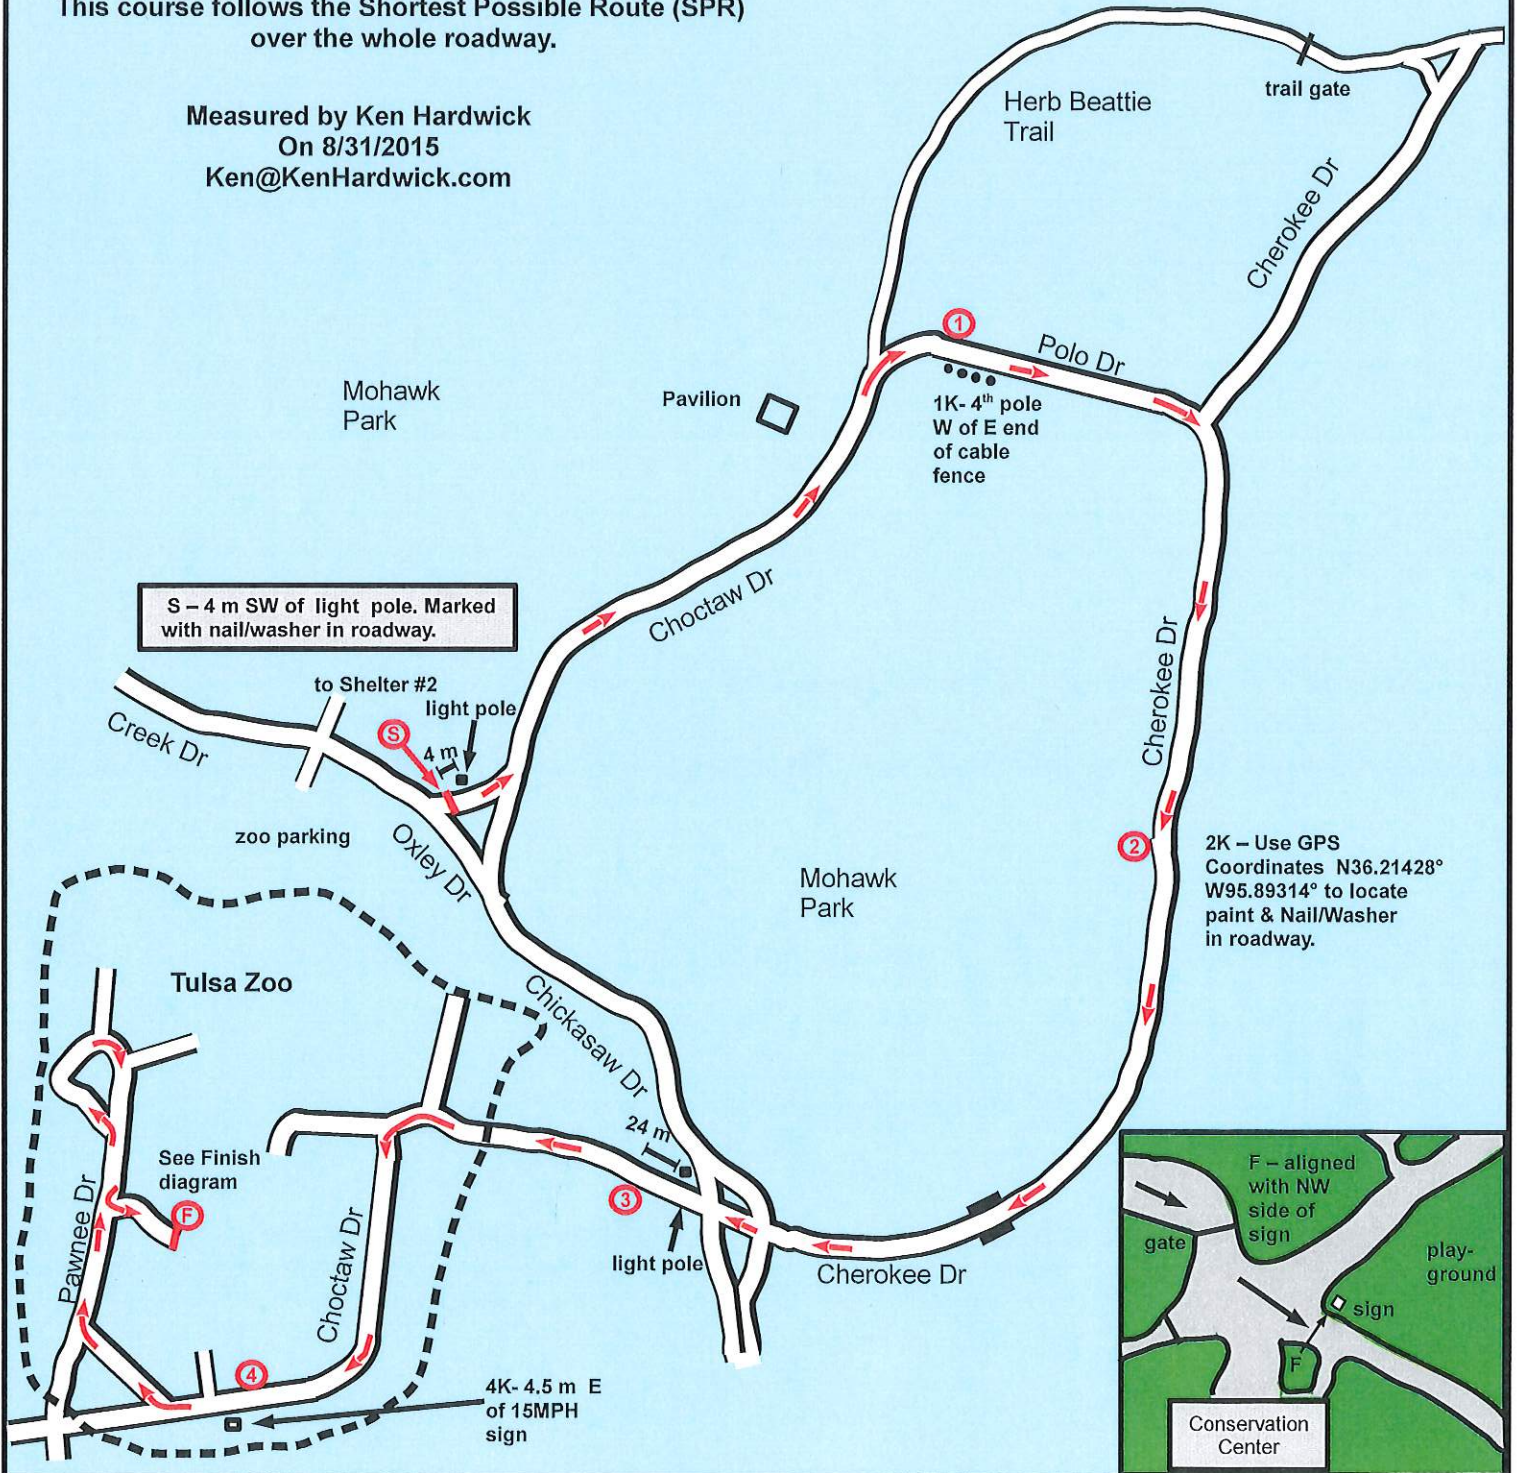 This course follows the Shortest Possible Route (SPR)
over the whole roadway.
Measured by Ken Hardwick
On 8/31/2015
Ken@KenHardwick.com
Herb Beattie
Trail
trail gate
Cherokee Dr
1
Polo Dr
Mohawk
Park
Pavilion
1K- 4th pole
W of E end
of cable
fence
S – 4 m SW of light pole. Marked
with nail/washer in roadway.
Choctaw Dr
Cherokee Dr
to Shelter #2
light pole
S
4 m
Creek Dr
zoo parking
Oxley Dr
2
2K – Use GPS
Coordinates N36.21428°
W95.89314° to locate
paint & Nail/Washer
in roadway.
Mohawk
Park
Tulsa Zoo
Chickasaw Dr
24 m
See Finish
diagram
F
3
Pawnee Dr
Choctaw Dr
light pole
Cherokee Dr
4
4K- 4.5 m E
of 15MPH
sign
F – aligned
with NW
side of
sign
gate
play-
ground
sign
F
Conservation
Center